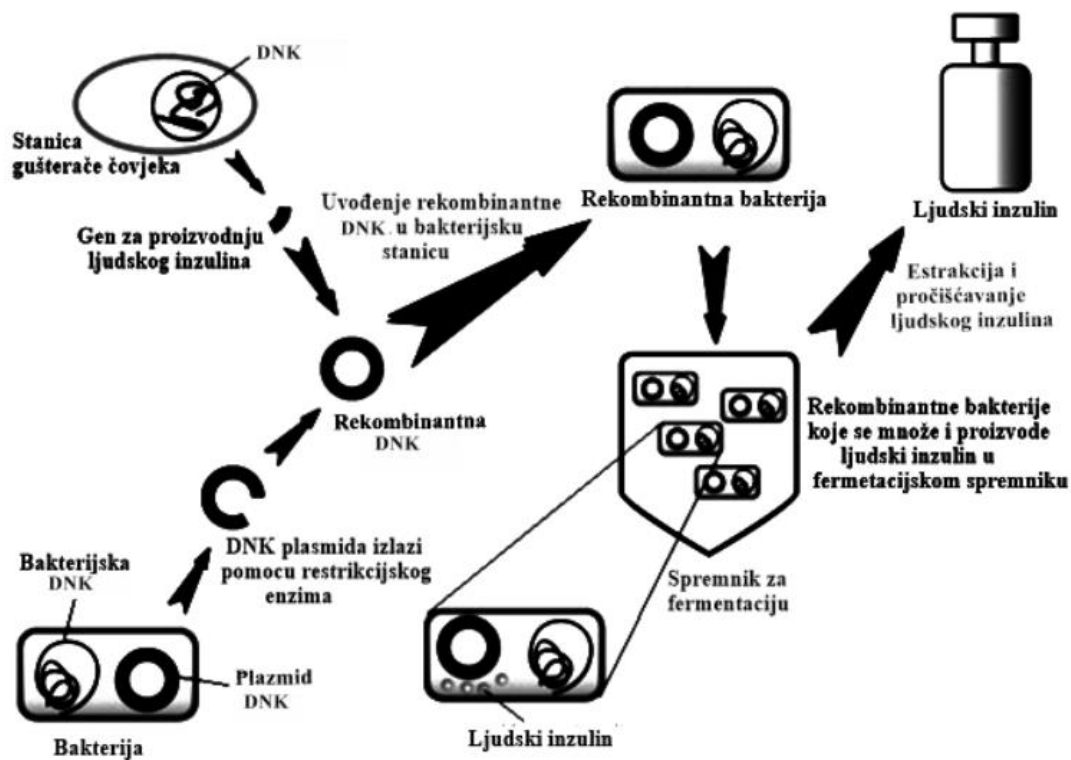 DNK
Stanica
gušterače čovjeka
Gen za proizvodnju
ljudskog inzulina
Uvođenje rekombinantne
DNK u bakterijsku
stanicu
Rekombinantna bakterija
Ljudski inzulin
Estrakcija i
pročišćavanje
ljudskog inzulina
Rekombinantna
DNK
Rekombinantne bakterije
koje se množe i proizvode
ljudski inzulin u
fermetacijskom spremniku
DNK plasmida izlazi
pomocu restrikcijskog
enzima
Bakterijska
DNK
Plazmid
DNK
Bakterija
Spremnik za
fermentaciju
Ljudski inzulin